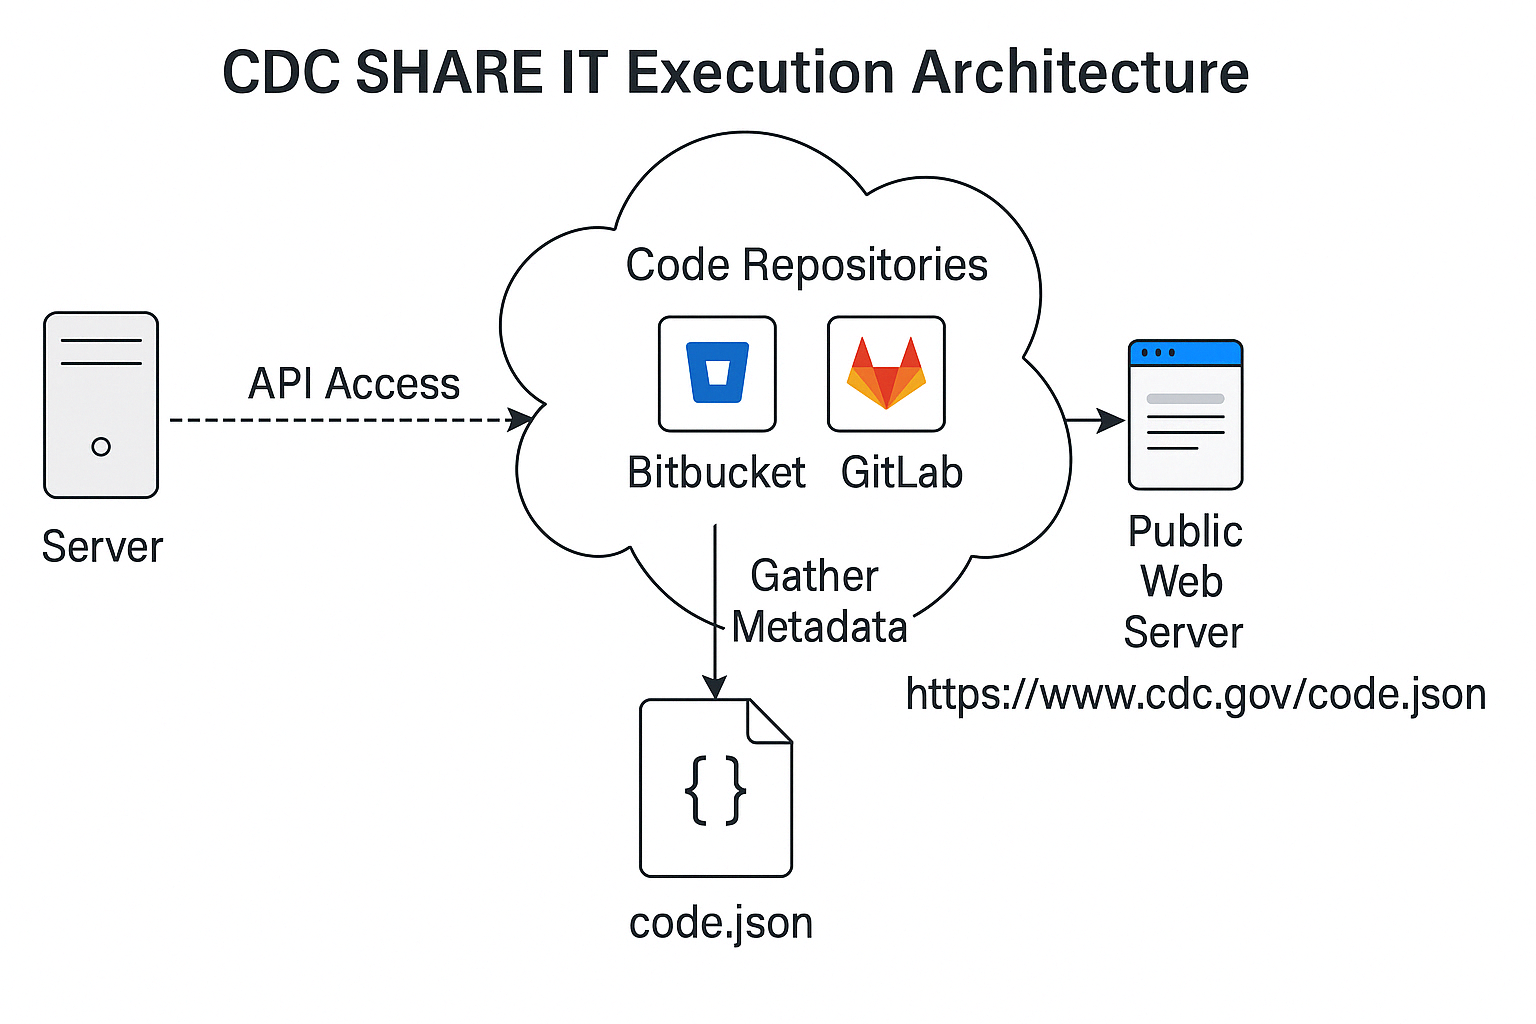 CDC SHARE IT Execution Architecture
Code Repositories
API Access
Bitbucket
GitLab
Server
Gather
Metadata
Public
Web
Server
https://www.cdc.gov/code.json
{ }
code.json